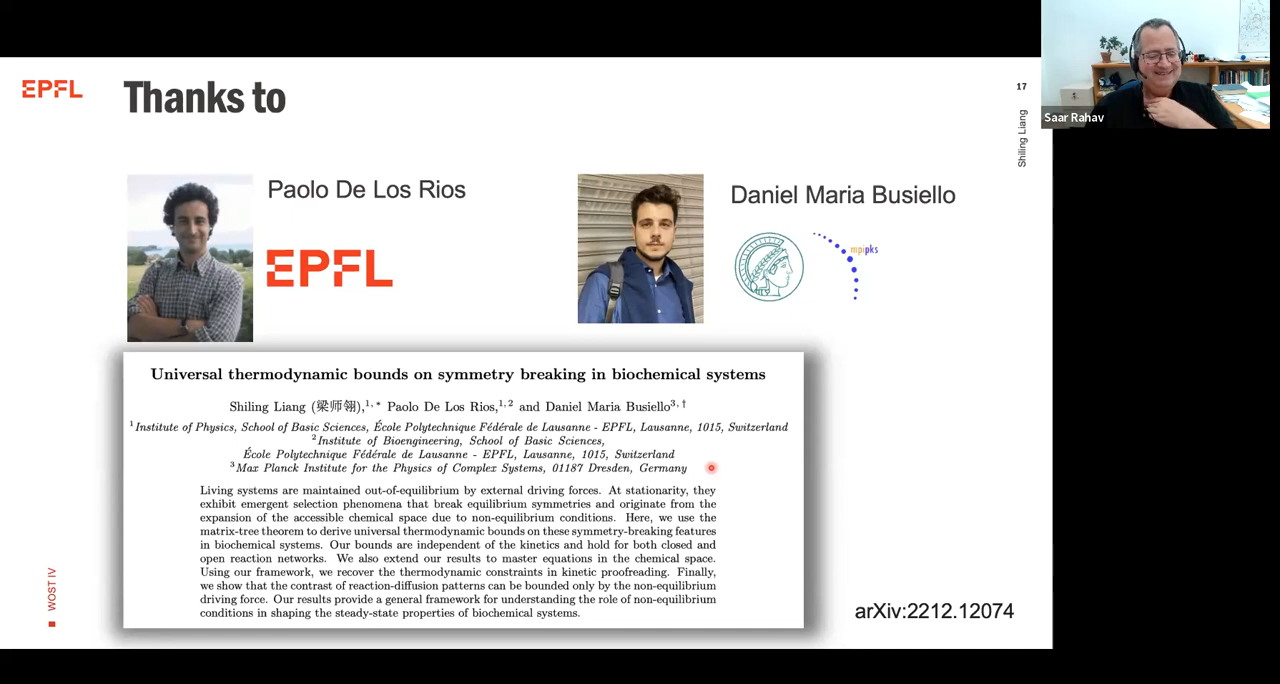 EPFL
Thanks to
17
Shiling Liang
Saar Rahav
Paolo De Los Rios
EPFL
Daniel Maria Busiello
mpipks
Universal thermodynamic bounds on symmetry breaking in biochemical systems
Shiling Liang (梁师翎),1, * Paolo De Los Rios,1, 2 and Daniel Maria Busiello3, †
1Institute of Physics, School of Basic Sciences, École Polytechnique Fédérale de Lausanne - EPFL, Lausanne, 1015, Switzerland
2Institute of Bioengineering, School of Basic Sciences,
École Polytechnique Fédérale de Lausanne - EPFL, Lausanne, 1015, Switzerland
3Max Planck Institute for the Physics of Complex Systems, 01187 Dresden, Germany
Living systems are maintained out-of-equilibrium by external driving forces. At stationarity, they
exhibit emergent selection phenomena that break equilibrium symmetries and originate from the
expansion of the accessible chemical space due to non-equilibrium conditions. Here, we use the
matrix-tree theorem to derive universal thermodynamic bounds on these symmetry-breaking features
in biochemical systems. Our bounds are independent of the kinetics and hold for both closed and
open reaction networks. We also extend our results to master equations in the chemical space.
Using our framework, we recover the thermodynamic constraints in kinetic proofreading. Finally,
we show that the contrast of reaction-diffusion patterns can be bounded only by the non-equilibrium
driving force. Our results provide a general framework for understanding the role of non-equilibrium
conditions in shaping the steady-state properties of biochemical systems.
arXiv:2212.12074
WOST IV